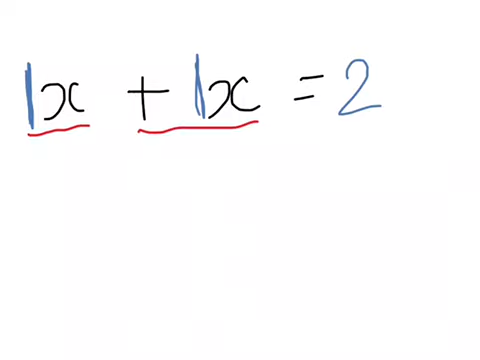 1x + 1x = 2